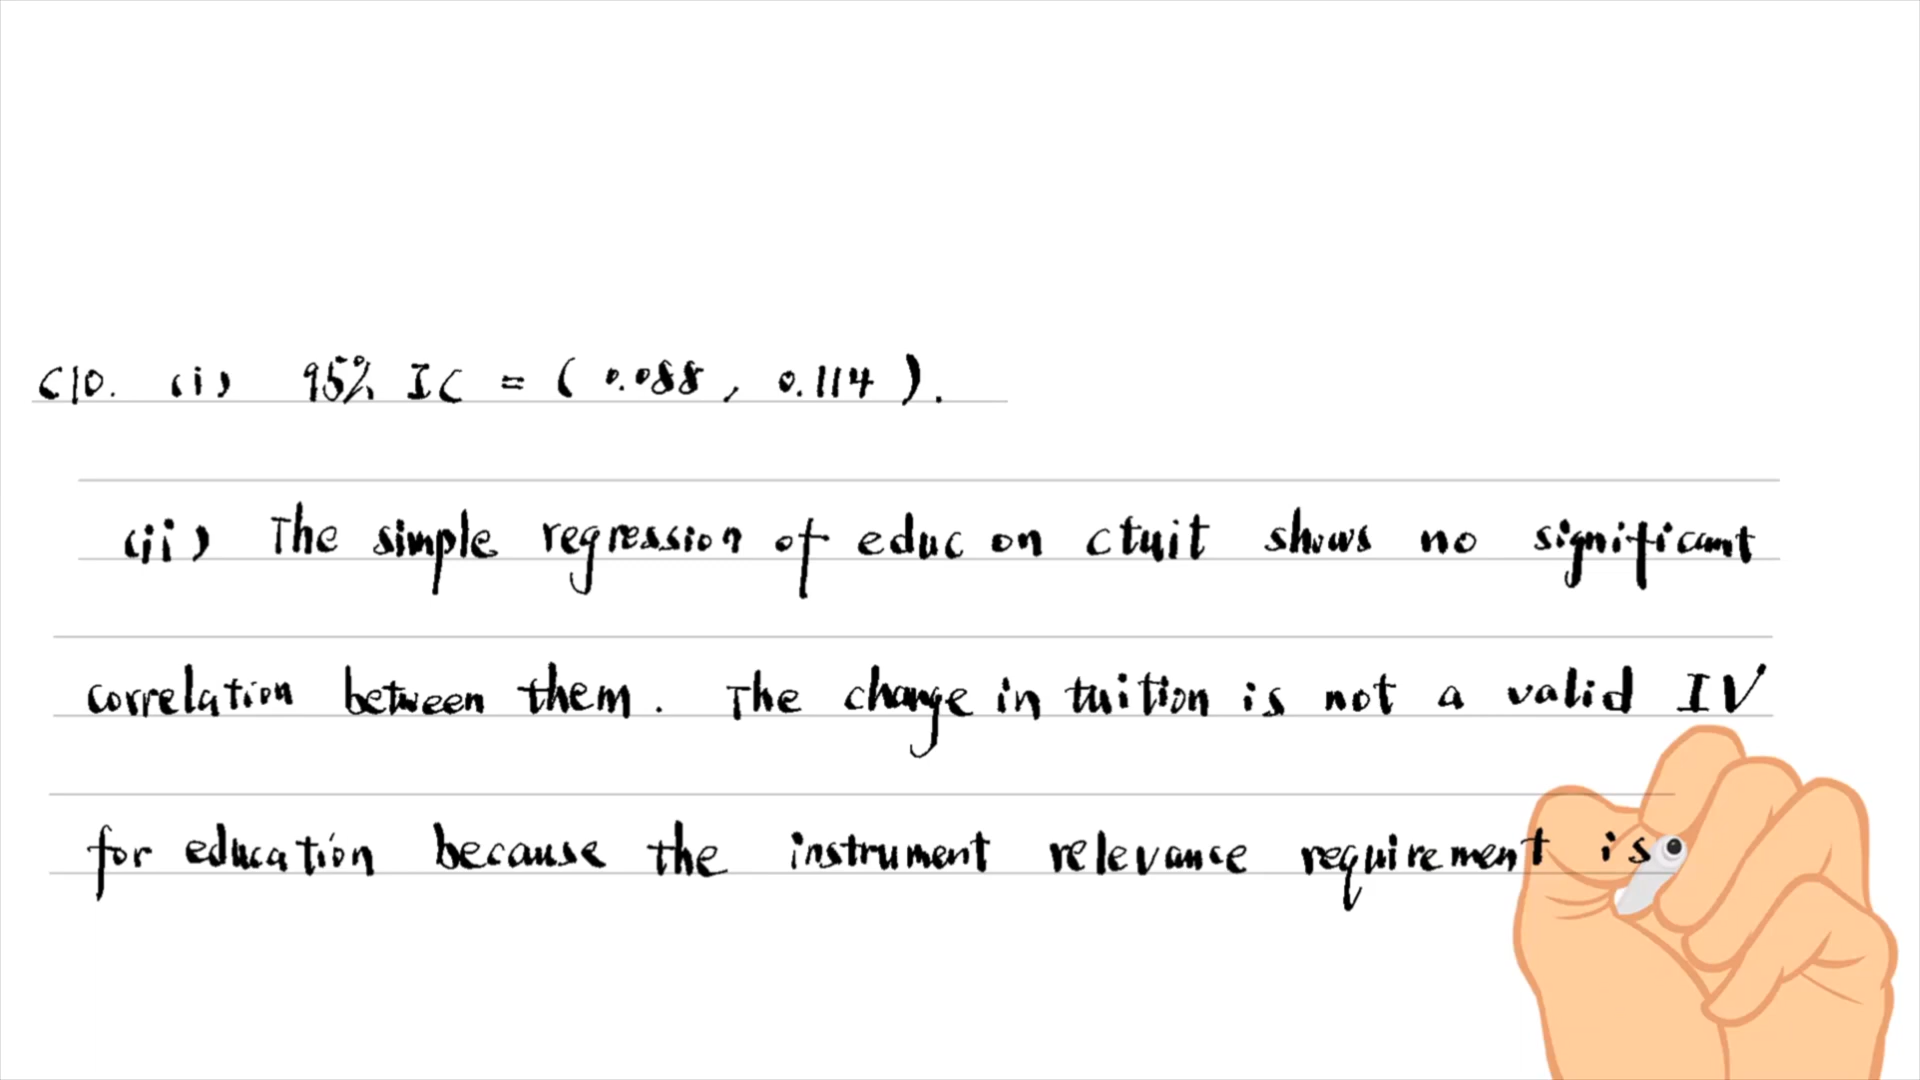 C10. (i) 95% IC = (0.088, 0.114).
(ii) The simple regression of educ on ctuit shows no significant
correlation between them. The change in tuition is not a valid IV
for education because the instrument relevance requirement is